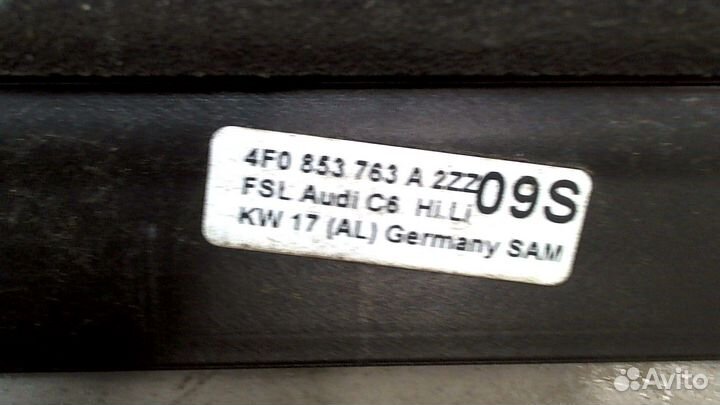 4F0 853 763 A 2ZZ 09S
FSL Audi C6 Hi.Li
KW 17 (AL) Germany SAM
Avito